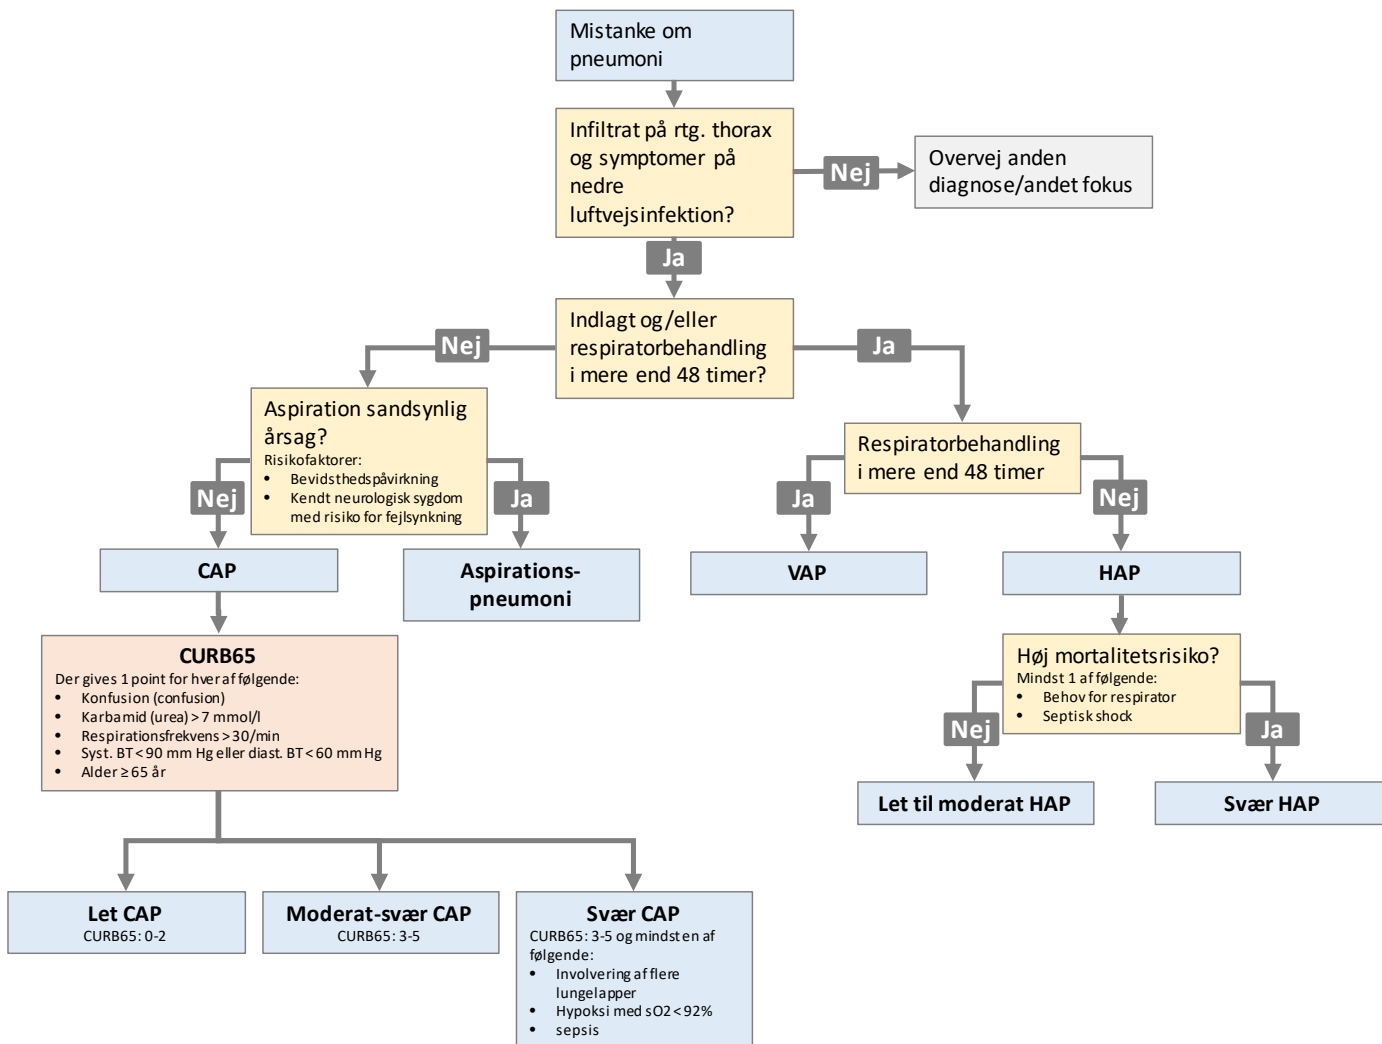 Mistanke om
pneumoni
Infiltrat på rtg. thorax
og symptomer på
nedre
luftvejsinfektion?
Nej
Overvej anden
diagnose/andet fokus
Ja
Indlagt og/eller
respiratorbehandling
i mere end 48 timer?
Nej
Ja
Aspiration sandsynlig
årsag?
Risikofaktorer:
• Bevidsthedspåvirkning
• Kendt neurologisk sygdom
med risiko for fejlsynkning
Nej
Ja
Respiratorbehandling
i mere end 48 timer
Ja
Nej
CAP
Aspirations-
pneumoni
VAP
HAP
CURB65
Der gives 1 point for hver af følgende:
• Konfusion (confusion)
• Karbamid (urea) > 7 mmol/l
• Respirationsfrekvens > 30/min
• Syst. BT < 90 mm Hg eller diast. BT < 60 mm Hg
• Alder ≥ 65 år
Høj mortalitetsrisiko?
Mindst 1 af følgende:
• Behov for respirator
• Septisk shock
Nej
Ja
Let til moderat HAP
Svær HAP
Let CAP
CURB65: 0-2
Moderat-svær CAP
CURB65: 3-5
Svær CAP
CURB65: 3-5 og mindst en af
følgende:
• Involvering af flere
lungelapper
• Hypoksi med sO2 < 92%
• sepsis